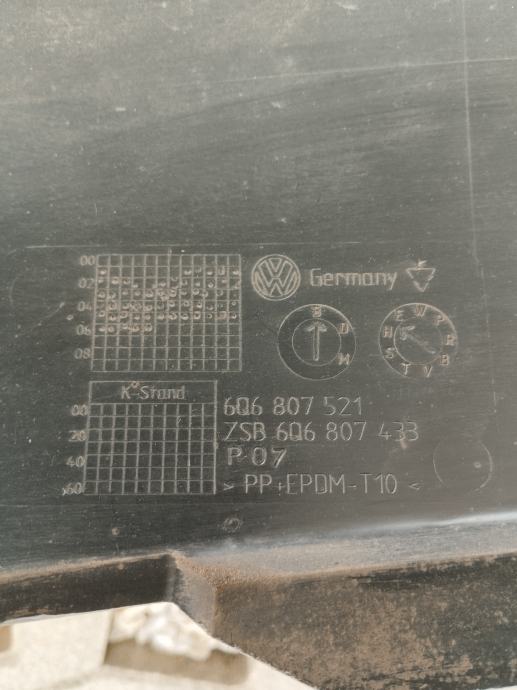 00
02
04
06
08
VW Germany
B
D
M
E W P R B V T S H
K°-Stand
00
20
40
60
6Q6 807 521
ZSB 6Q6 807 433
P 07
> PP+EPDM-T10 <